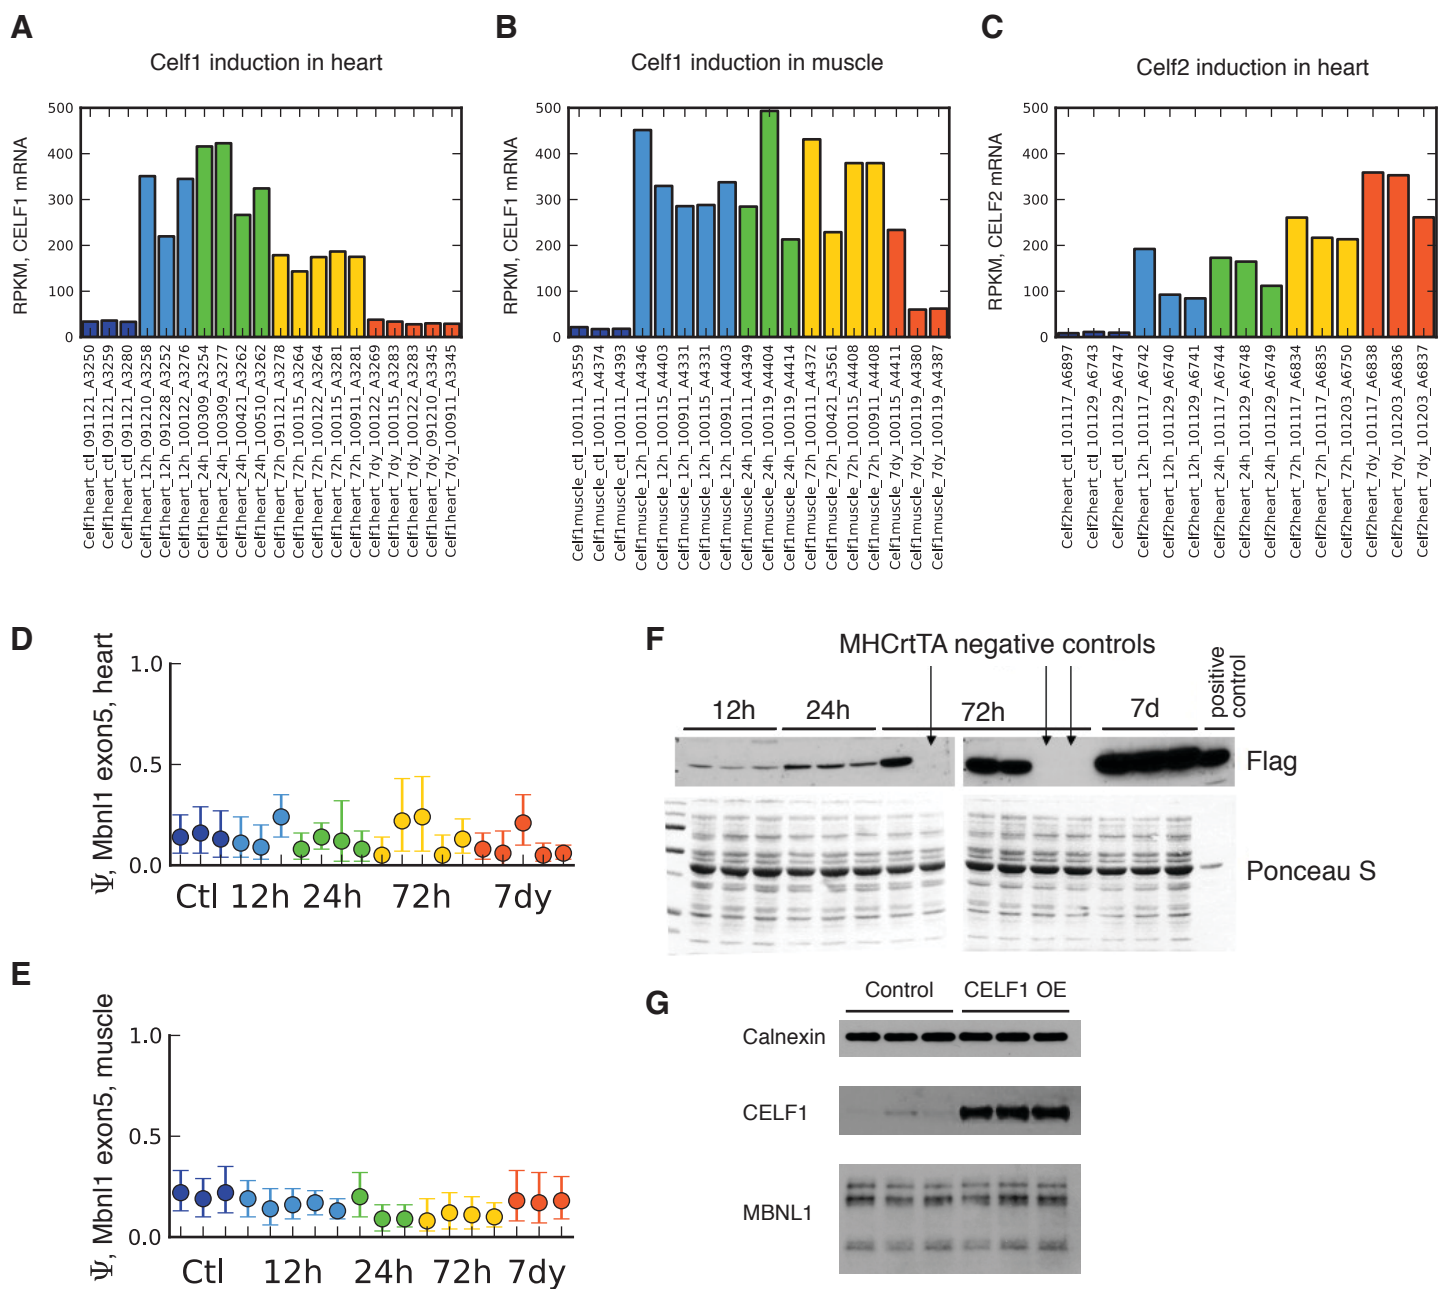 A
Celf1 induction in heart
RPKM, CELF1 mRNA
500
400
300
200
100
0
Celf1heart_ctl_091121_A3250
Celf1heart_ctl_091121_A3259
Celf1heart_ctl_091121_A3280
Celf1heart_12h_091210_A3258
Celf1heart_12h_091228_A3252
Celf1heart_12h_100122_A3276
Celf1heart_24h_100309_A3254
Celf1heart_24h_100309_A3277
Celf1heart_24h_100421_A3262
Celf1heart_24h_100510_A3262
Celf1heart_72h_091121_A3278
Celf1heart_72h_100115_A3264
Celf1heart_72h_100122_A3264
Celf1heart_72h_100115_A3281
Celf1heart_72h_100911_A3281
Celf1heart_7dy_100122_A3269
Celf1heart_7dy_100115_A3283
Celf1heart_7dy_100122_A3283
Celf1heart_7dy_091210_A3345
Celf1heart_7dy_100911_A3345
B
Celf1 induction in muscle
RPKM, CELF1 mRNA
500
400
300
200
100
0
Celf1muscle_ctl_100111_A3559
Celf1muscle_ctl_100111_A4374
Celf1muscle_ctl_100111_A4393
Celf1muscle_12h_100111_A4346
Celf1muscle_12h_100115_A4403
Celf1muscle_12h_100911_A4331
Celf1muscle_12h_100115_A4331
Celf1muscle_12h_100911_A4403
Celf1muscle_24h_100119_A4349
Celf1muscle_24h_100119_A4404
Celf1muscle_24h_100119_A4414
Celf1muscle_72h_100111_A4372
Celf1muscle_72h_100421_A3561
Celf1muscle_72h_100115_A4408
Celf1muscle_72h_100911_A4408
Celf1muscle_7dy_100115_A4411
Celf1muscle_7dy_100119_A4380
Celf1muscle_7dy_100119_A4387
C
Celf2 induction in heart
RPKM, CELF2 mRNA
500
400
300
200
100
0
Celf2heart_ctl_101117_A6897
Celf2heart_ctl_101129_A6743
Celf2heart_ctl_101129_A6747
Celf2heart_12h_101117_A6742
Celf2heart_12h_101129_A6740
Celf2heart_12h_101129_A6741
Celf2heart_24h_101117_A6744
Celf2heart_24h_101129_A6748
Celf2heart_24h_101129_A6749
Celf2heart_72h_101117_A6834
Celf2heart_72h_101117_A6835
Celf2heart_72h_101203_A6750
Celf2heart_7dy_101117_A6838
Celf2heart_7dy_101203_A6836
Celf2heart_7dy_101203_A6837
D
Ψ, Mbnl1 exon5, heart
1.0
0.5
0.0
Ctl 12h 24h 72h 7dy
E
Ψ, Mbnl1 exon5, muscle
1.0
0.5
0.0
Ctl 12h 24h 72h 7dy
F
MHCrtTA negative controls
12h 24h 72h 7d
positive
control
Flag
Ponceau S
G
Control CELF1 OE
Calnexin
CELF1
MBNL1